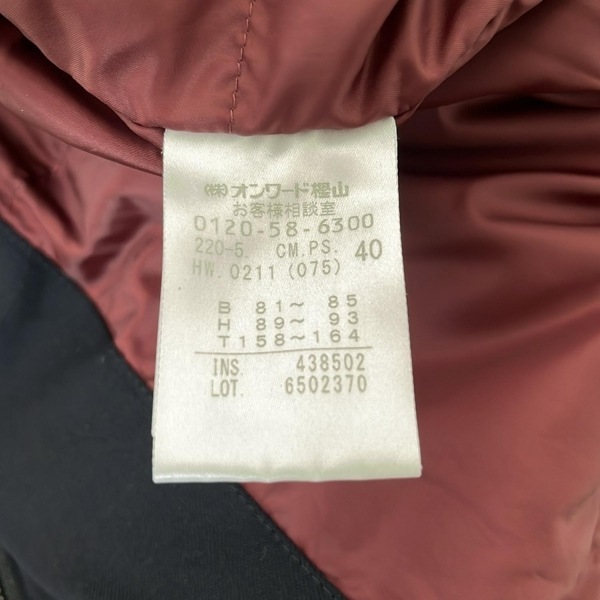 (株)オンワード樫山
お客様相談室
0120-58-6300
220-5. CM.PS. 40
HW. 0211 (075)
B 81~ 85
H 89~ 93
T 158~164
INS. 438502
LOT. 6502370